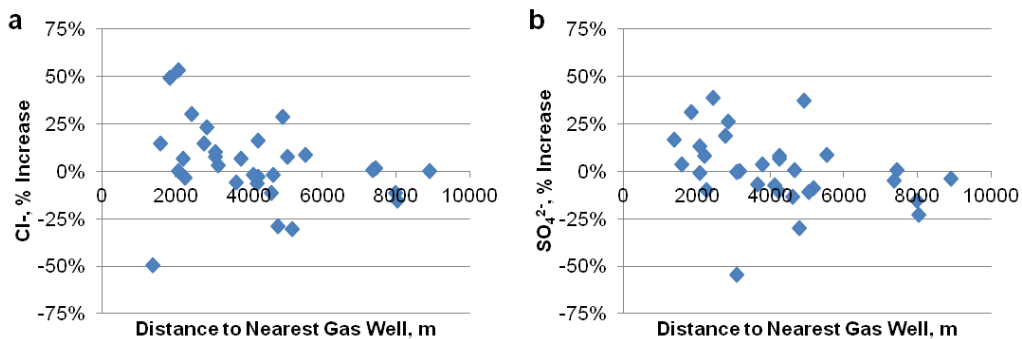 a
75%
50%
25%
0%
-25%
-50%
-75%
0 2000 4000 6000 8000 10000
Cl-, % Increase
Distance to Nearest Gas Well, m
b
75%
50%
25%
0%
-25%
-50%
-75%
0 2000 4000 6000 8000 10000
SO₄²⁻, % Increase
Distance to Nearest Gas Well, m